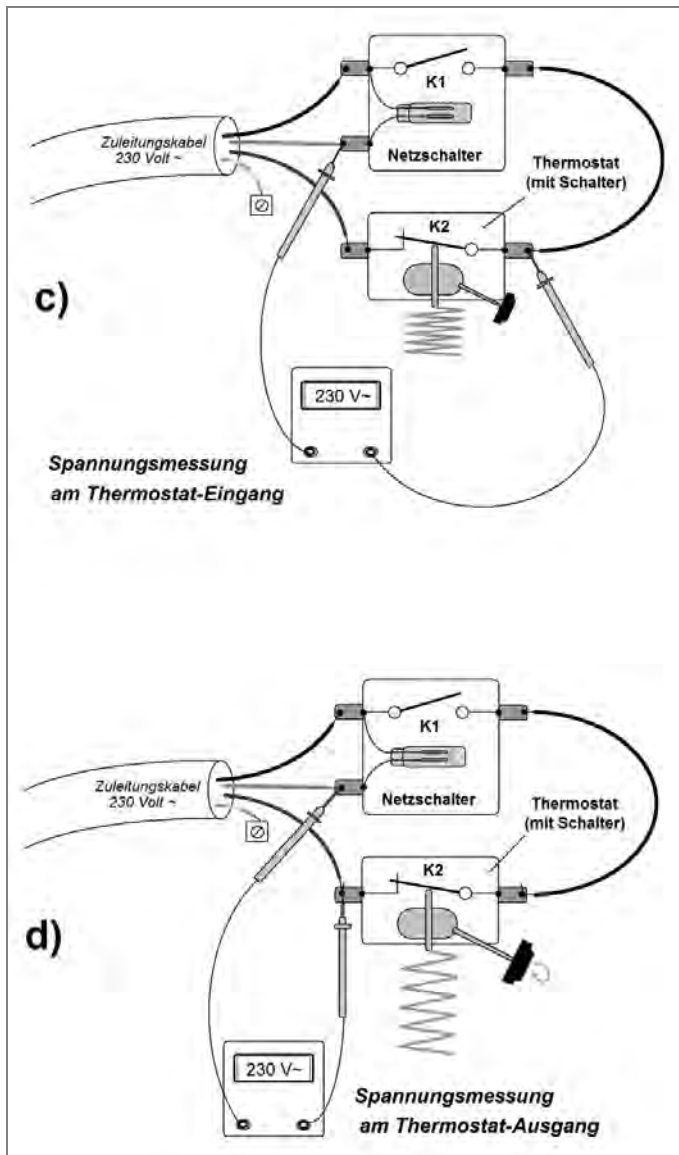 K1
Zuleitungskabel
230 Volt ~
Netzschalter
Thermostat
(mit Schalter)
K2
c)
230 V~
Spannungsmessung
am Thermostat-Eingang
K1
Zuleitungskabel
230 Volt ~
Netzschalter
Thermostat
(mit Schalter)
K2
d)
230 V~
Spannungsmessung
am Thermostat-Ausgang